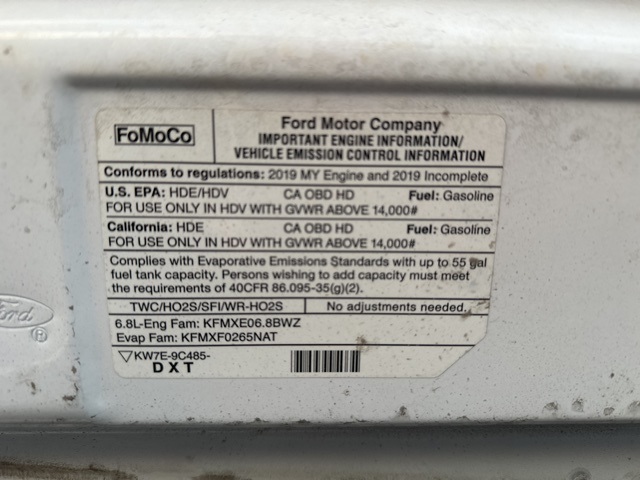 FoMoCo
Ford Motor Company
IMPORTANT ENGINE INFORMATION/
VEHICLE EMISSION CONTROL INFORMATION
Conforms to regulations: 2019 MY Engine and 2019 Incomplete
U.S. EPA: HDE/HDV CA OBD HD Fuel: Gasoline
FOR USE ONLY IN HDV WITH GVWR ABOVE 14,000#
California: HDE CA OBD HD Fuel: Gasoline
FOR USE ONLY IN HDV WITH GVWR ABOVE 14,000#
Complies with Evaporative Emissions Standards with up to 55 gal
fuel tank capacity. Persons wishing to add capacity must meet
the requirements of 40CFR 86.095-35(g)(2).
TWC/HO2S/SFI/WR-HO2S No adjustments needed.
6.8L-Eng Fam: KFMXE06.8BWZ
Evap Fam: KFMXF0265NAT
KW7E-9C485-
DXT
Ford
®